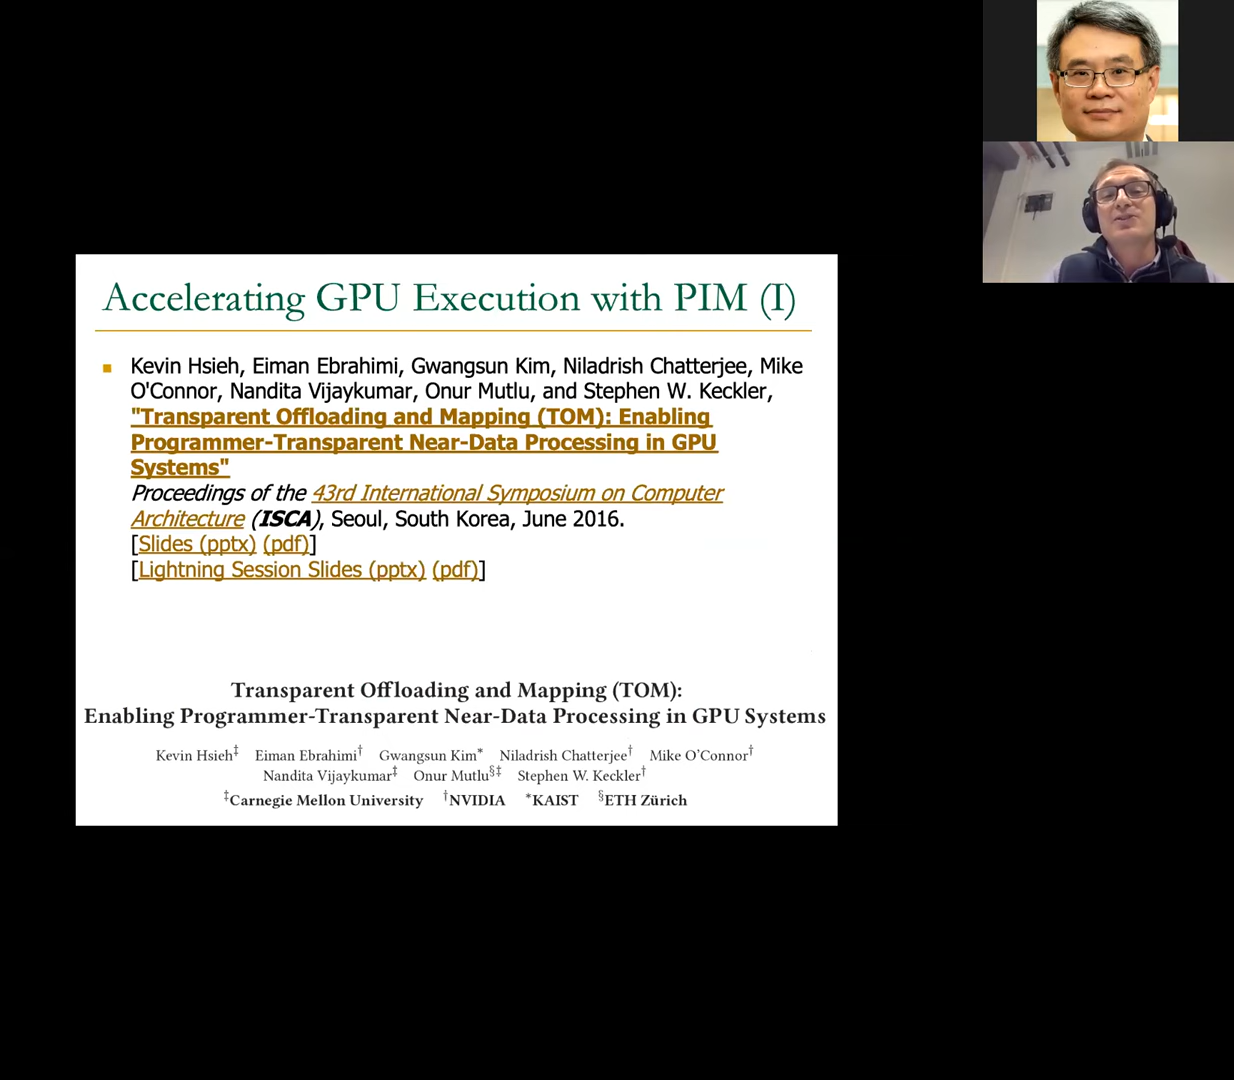 Accelerating GPU Execution with PIM (I)
Kevin Hsieh, Eiman Ebrahimi, Gwangsun Kim, Niladrish Chatterjee, Mike
O'Connor, Nandita Vijaykumar, Onur Mutlu, and Stephen W. Keckler,
"Transparent Offloading and Mapping (TOM): Enabling
Programmer-Transparent Near-Data Processing in GPU
Systems"
Proceedings of the 43rd International Symposium on Computer
Architecture (ISCA), Seoul, South Korea, June 2016.
[Slides (pptx) (pdf)]
[Lightning Session Slides (pptx) (pdf)]
Transparent Offloading and Mapping (TOM):
Enabling Programmer-Transparent Near-Data Processing in GPU Systems
Kevin Hsieh‡ Eiman Ebrahimi† Gwangsun Kim* Niladrish Chatterjee† Mike O’Connor†
Nandita Vijaykumar‡ Onur Mutlu§‡ Stephen W. Keckler†
‡Carnegie Mellon University †NVIDIA *KAIST §ETH Zürich